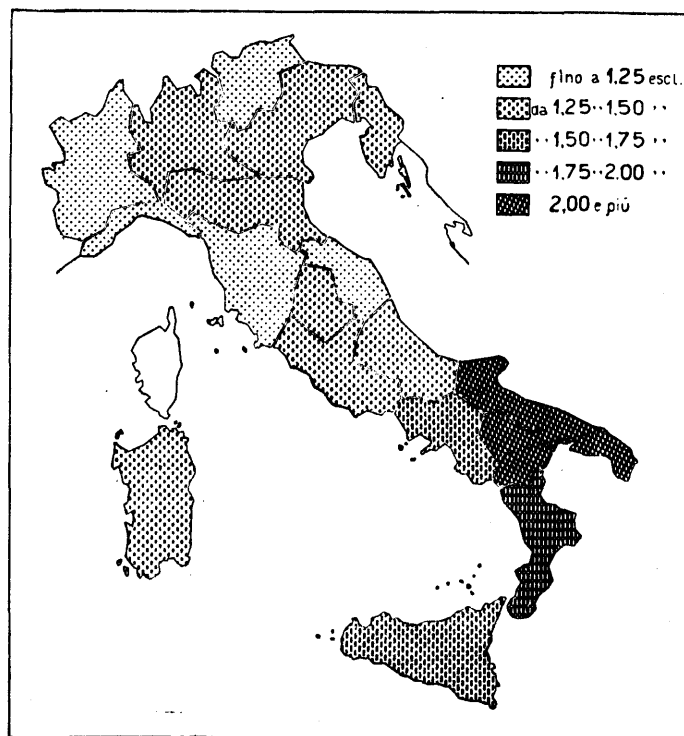 fino a 1,25 escl.
da 1,25 ·· 1,50 ··
·· 1,50 ·· 1,75 ··
·· 1,75 ·· 2.00 ··
2,00 e più